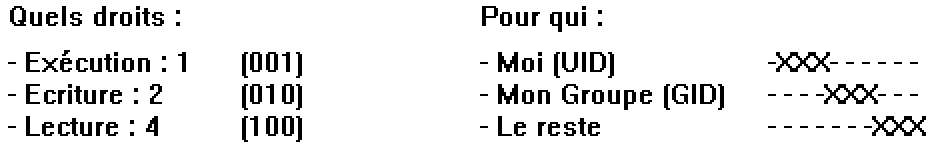 Quels droits : Pour qui :
- Exécution : 1 (001) - Moi (UID) -XXX------
- Ecriture : 2 (010) - Mon Groupe (GID) ----XXX---
- Lecture : 4 (100) - Le reste -------XXX